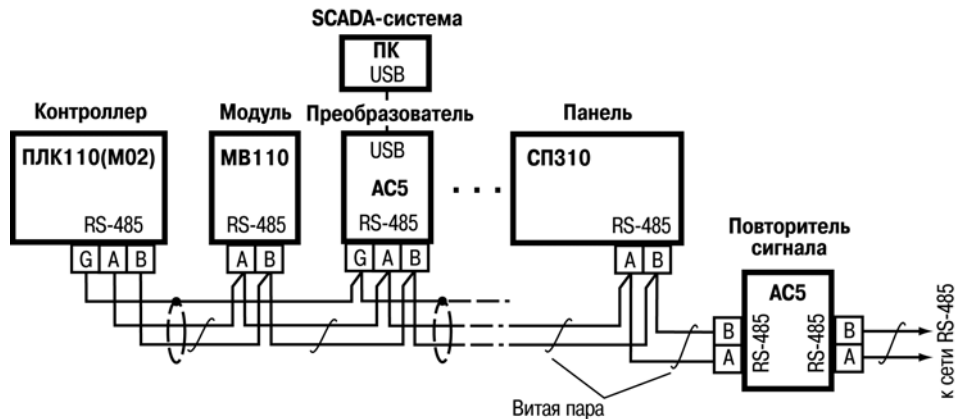 SCADA-система
ПК
USB
Контроллер
Модуль
Преобразователь
Панель
ПЛК110(М02)
RS-485
G A B
МВ110
RS-485
A B
USB
АС5
RS-485
G A B
СП310
RS-485
A B
Повторитель
сигнала
АС5
B
A
RS-485
RS-485
B
A
к сети RS-485
Витая пара